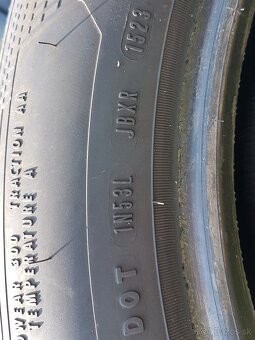 DOT 1N53L JBXR 1523
TREADWEAR 300 TRACTION AA
TEMPERATURE A